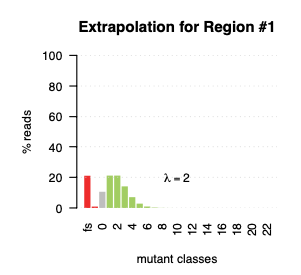 Extrapolation for Region #1
100
80
60
40
20
0
% reads
λ = 2
fs 0 2 4 6 8 10 12 14 16 18 20 22
mutant classes